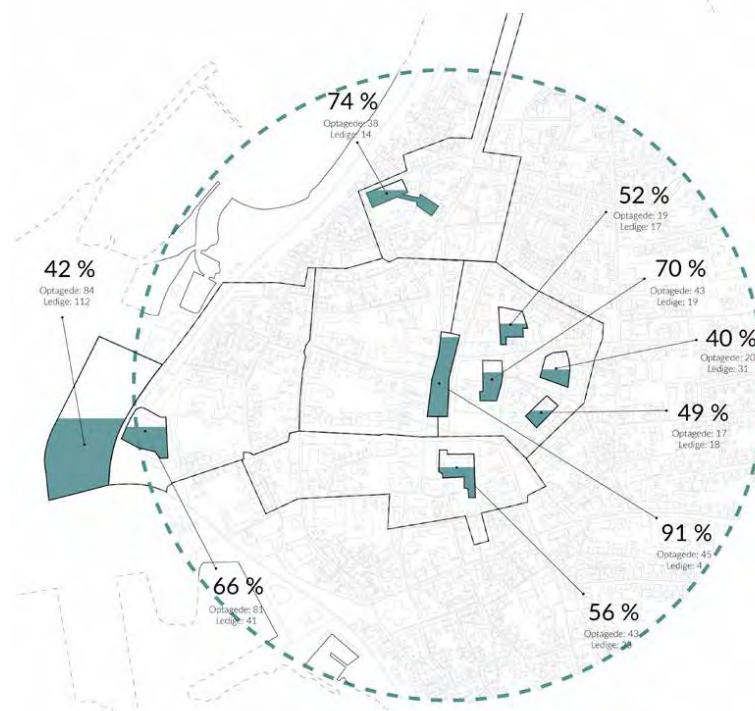 74 %
Optagede: 38
Ledige: 14
52 %
Optagede: 19
Ledige: 17
42 %
Optagede: 84
Ledige: 112
70 %
Optagede: 43
Ledige: 19
40 %
Optagede: 20
Ledige: 31
49 %
Optagede: 17
Ledige: 18
91 %
Optagede: 45
Ledige: 4
66 %
Optagede: 81
Ledige: 41
56 %
Optagede: 43
Ledige: